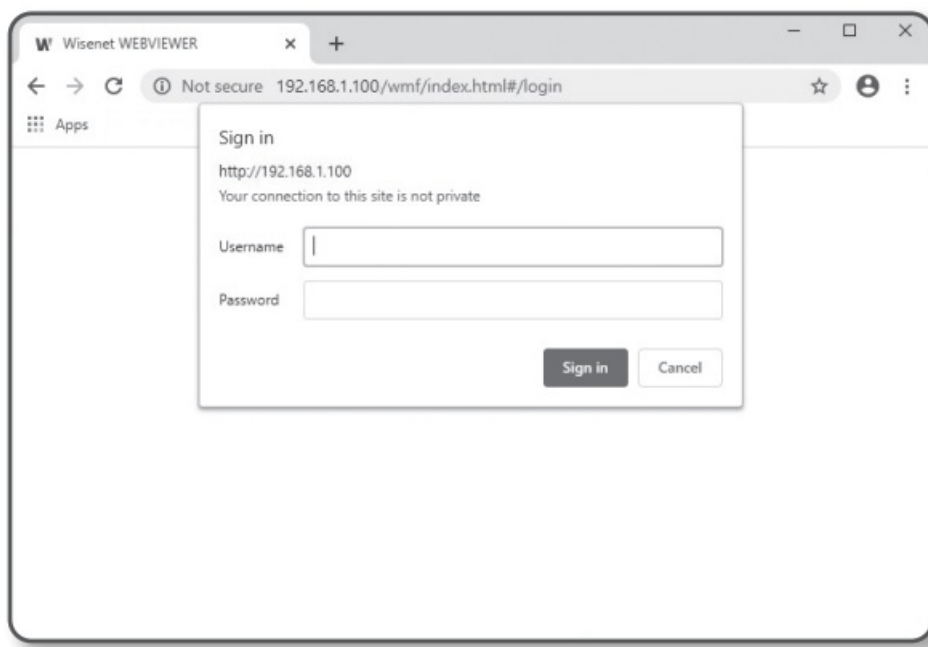 Wisenet WEBVIEWER
Not secure 192.168.1.100/wmf/index.html#/login
Apps
Sign in
http://192.168.1.100
Your connection to this site is not private
Username
Password
Sign in Cancel